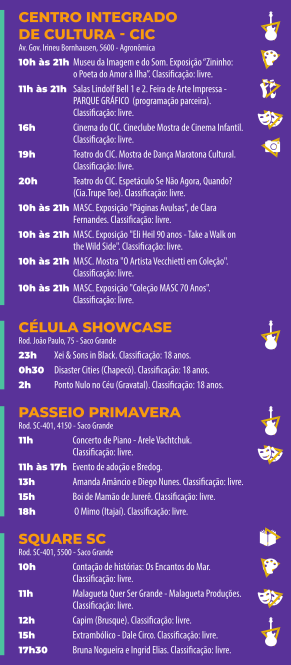 CENTRO INTEGRADO
DE CULTURA - CIC
Av. Gov. Irineu Bornhausen, 5600 - Agronômica
10h às 21h Museu da Imagem e do Som. Exposição “Zininho:
o Poeta do Amor à Ilha”. Classificação: livre.
11h às 21h Salas Lindolf Bell 1 e 2. Feira de Arte Impressa -
PARQUE GRÁFICO (programação parceira).
Classificação: livre.
16h Cinema do CIC. Cineclube Mostra de Cinema Infantil.
Classificação: livre.
19h Teatro do CIC. Mostra de Dança Maratona Cultural.
Classificação: livre.
20h Teatro do CIC. Espetáculo Se Não Agora, Quando?
(Cia.Trupe Toe). Classificação: livre.
10h às 21h MASC. Exposição "Páginas Avulsas", de Clara
Fernandes. Classificação: livre.
10h às 21h MASC. Exposição "Eli Heil 90 anos - Take a Walk on
the Wild Side". Classificação: livre.
10h às 21h MASC. Mostra "O Artista Vecchietti em Coleção".
Classificação: livre.
10h às 21h MASC. Exposição "Coleção MASC 70 Anos".
Classificação: livre.
CÉLULA SHOWCASE
Rod. João Paulo, 75 - Saco Grande
23h Xei & Sons in Black. Classificação: 18 anos.
0h30 Disaster Cities (Chapecó). Classificação: 18 anos.
2h Ponto Nulo no Céu (Gravatal). Classificação: 18 anos.
PASSEIO PRIMAVERA
Rod. SC-401, 4150 - Saco Grande
11h Concerto de Piano - Arele Vachtchuk.
Classificação: livre.
11h às 17h Evento de adoção e Bredog.
13h Amanda Amâncio e Diego Nunes. Classificação: livre.
15h Boi de Mamão de Jurerê. Classificação: livre.
18h O Mimo (Itajaí). Classificação: livre.
SQUARE SC
Rod. SC-401, 5500 - Saco Grande
10h Contação de histórias: Os Encantos do Mar.
Classificação: livre.
11h Malagueta Quer Ser Grande - Malagueta Produções.
Classificação: livre.
12h Capim (Brusque). Classificação: livre.
15h Extrambólico - Dale Circo. Classificação: livre.
17h30 Bruna Nogueira e Ingrid Elias. Classificação: livre.